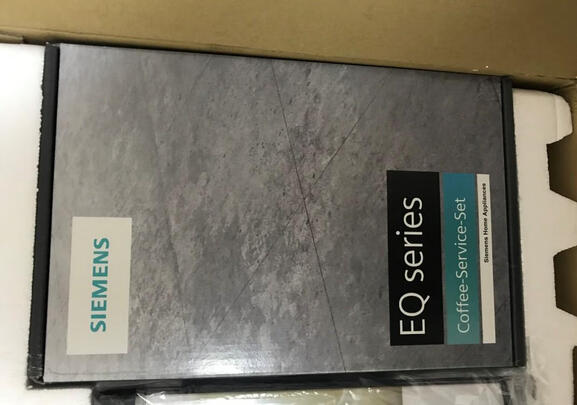 SIEMENS
EQ series
Coffee-Service-Set
Siemens Home Appliances